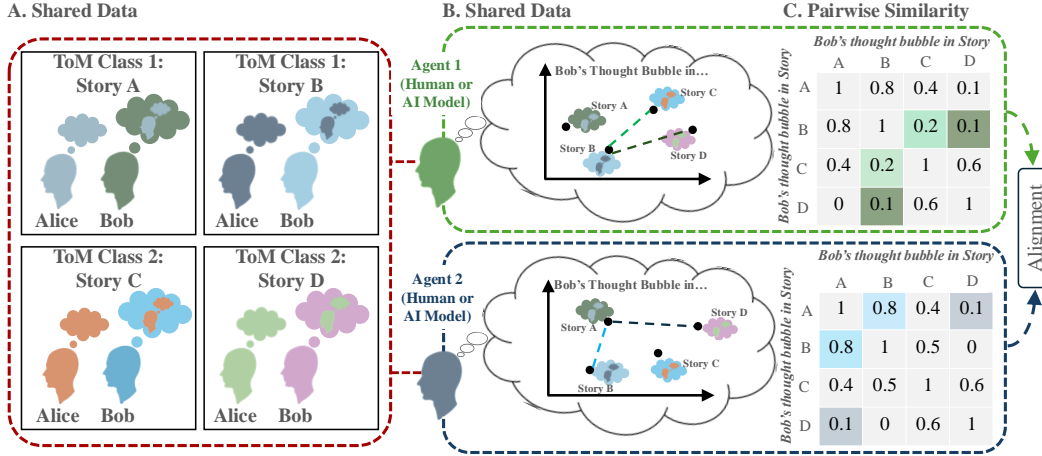 A. Shared Data
B. Shared Data
C. Pairwise Similarity
ToM Class 1:
Story A
Alice Bob
ToM Class 1:
Story B
Alice Bob
ToM Class 2:
Story C
Alice Bob
ToM Class 2:
Story D
Alice Bob
Agent 1
(Human or
AI Model)
Bob's Thought Bubble in…
Story A
Story C
Story B
Story D
Bob's thought bubble in Story
A B C D
Bob's thought bubble in Story
A 1 0.8 0.4 0.1
B 0.8 1 0.2 0.1
C 0.4 0.2 1 0.6
D 0 0.1 0.6 1
Agent 2
(Human or
AI Model)
Bob's Thought Bubble in…
Story A
Story D
Story C
Story B
Bob's thought bubble in Story
A B C D
Bob's thought bubble in Story
A 1 0.8 0.4 0.1
B 0.8 1 0.5 0
C 0.4 0.5 1 0.6
D 0.1 0 0.6 1
Alignment